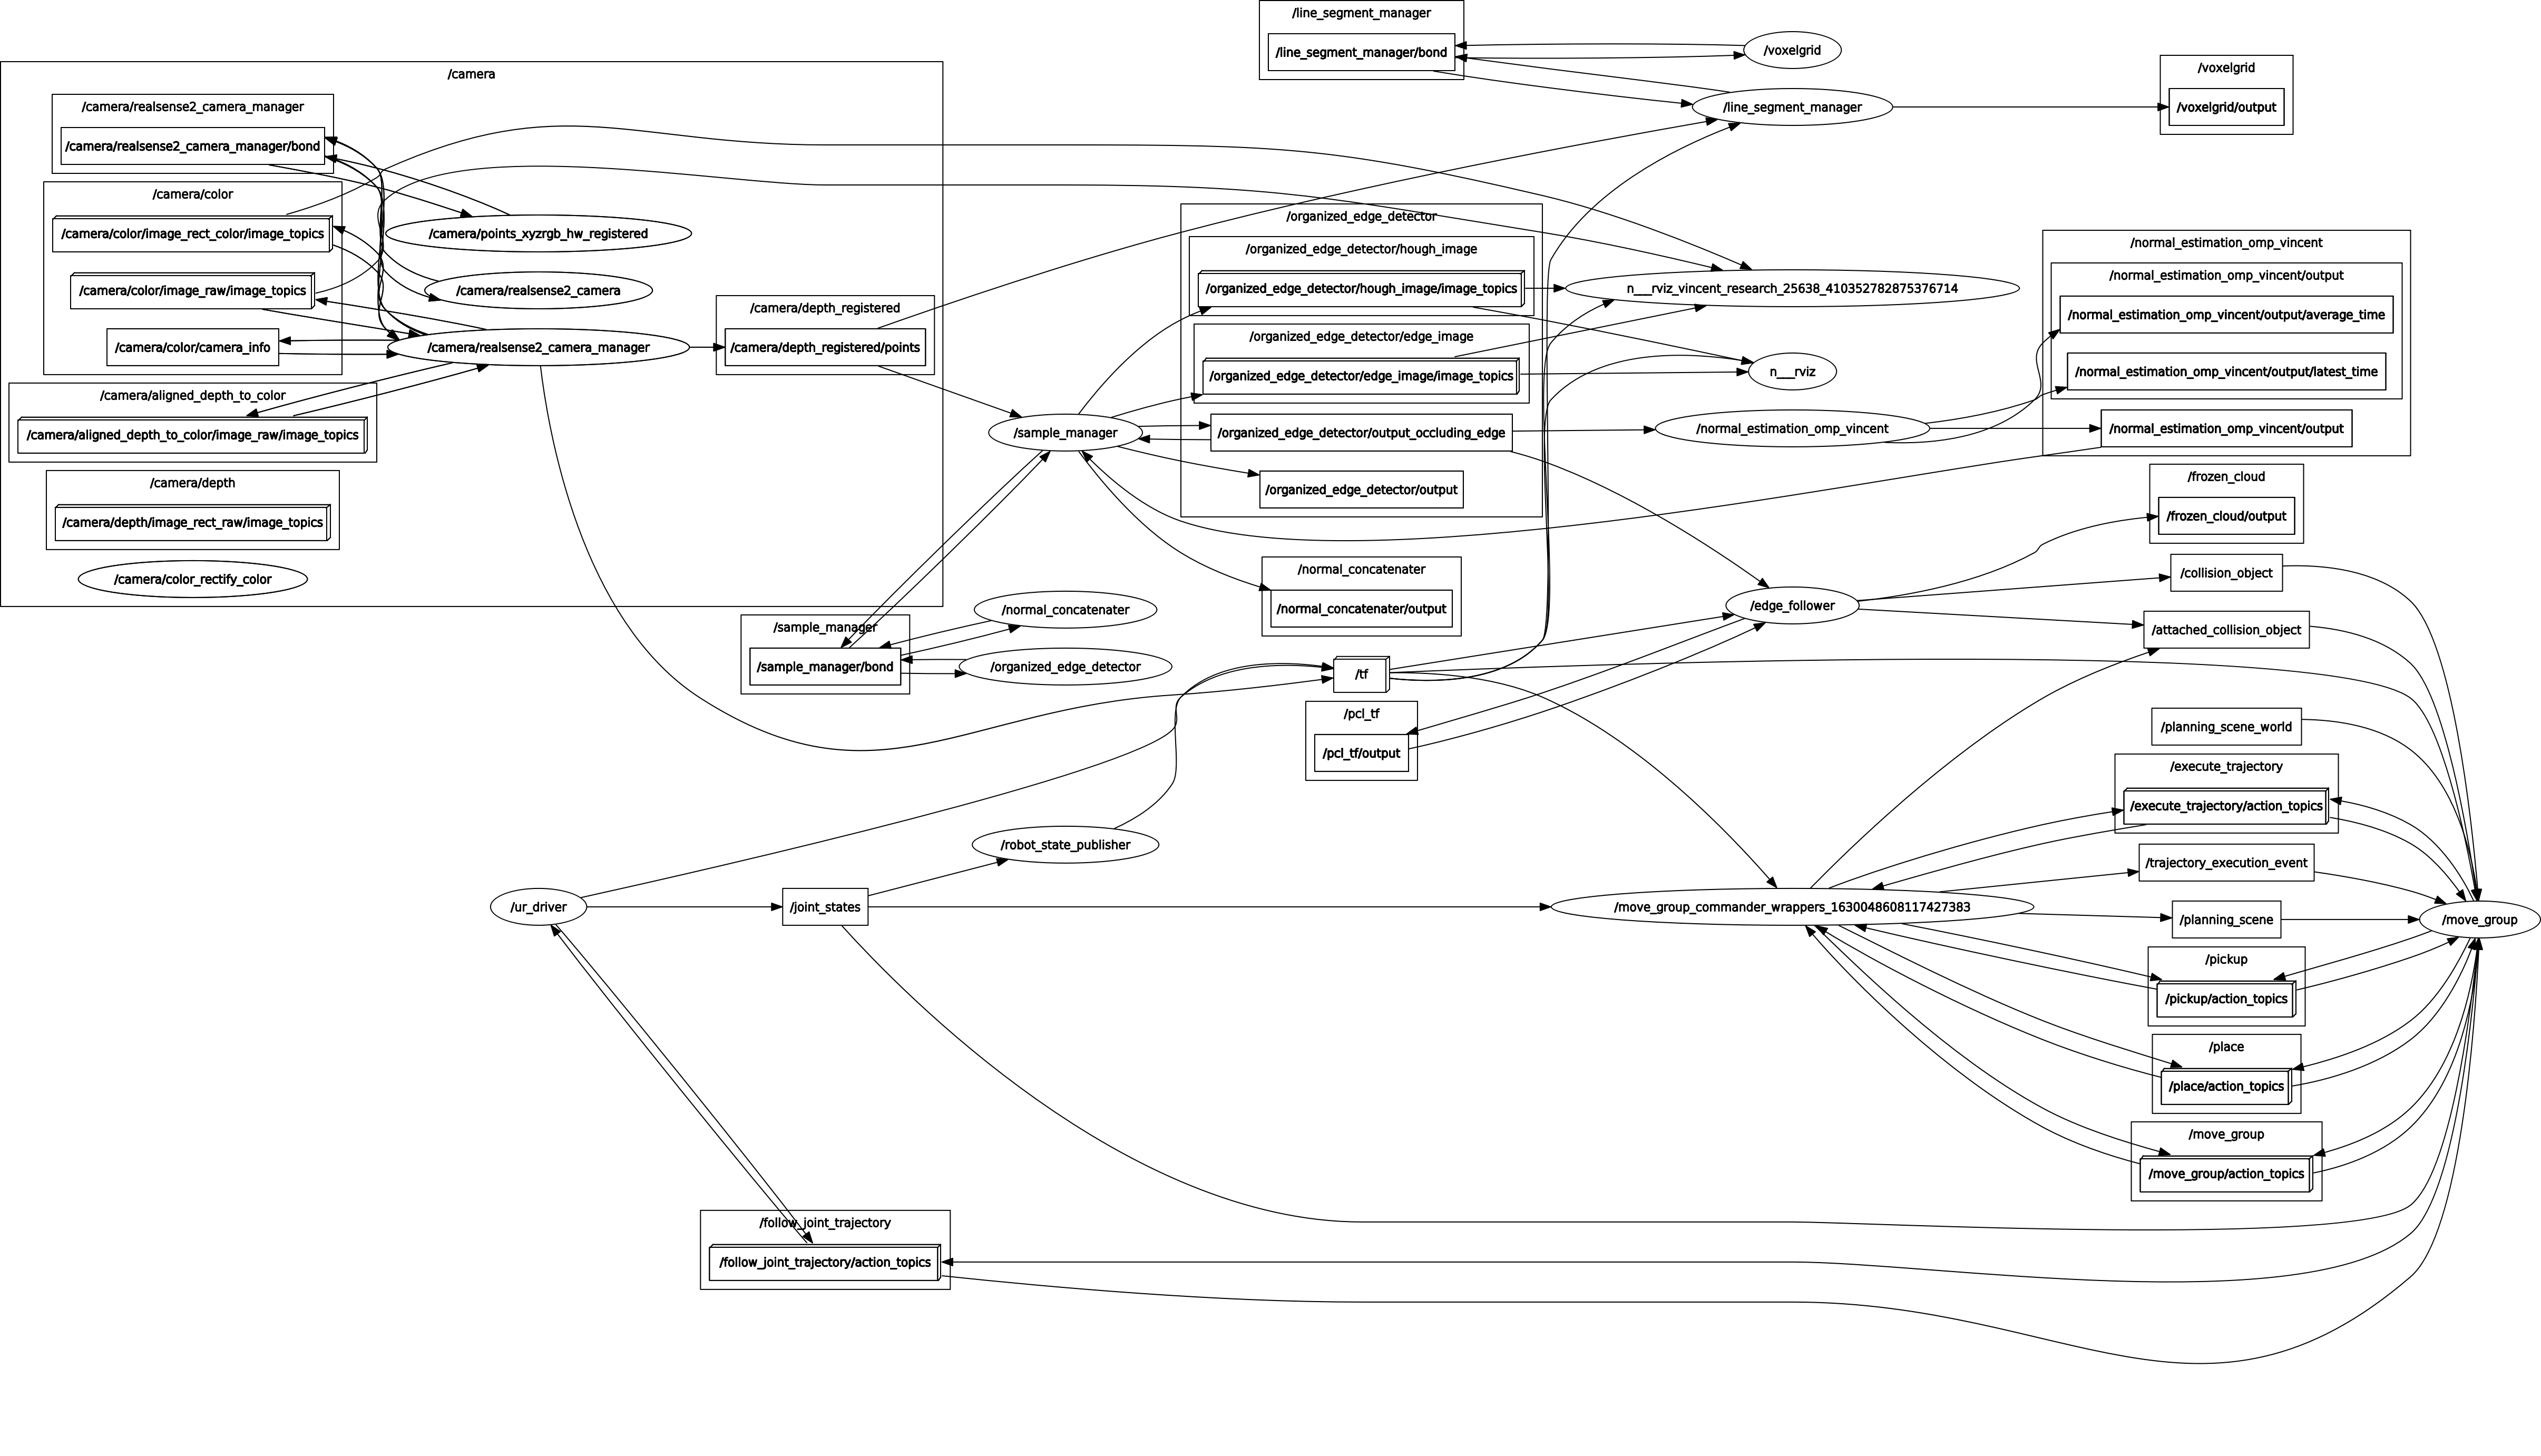 /line_segment_manager
/line_segment_manager/bond
/voxelgrid
/voxelgrid
/voxelgrid/output
/line_segment_manager
/camera
/camera/realsense2_camera_manager
/camera/realsense2_camera_manager/bond
/camera/color
/camera/color/image_rect_color/image_topics
/camera/color/image_raw/image_topics
/camera/color/camera_info
/camera/points_xyzrgb_hw_registered
/camera/realsense2_camera
/camera/realsense2_camera_manager
/camera/depth_registered
/camera/depth_registered/points
/camera/aligned_depth_to_color
/camera/aligned_depth_to_color/image_raw/image_topics
/camera/depth
/camera/depth/image_rect_raw/image_topics
/camera/color_rectify_color
/sample_manager
/organized_edge_detector
/organized_edge_detector/hough_image
/organized_edge_detector/hough_image/image_topics
/organized_edge_detector/edge_image
/organized_edge_detector/edge_image/image_topics
/organized_edge_detector/output_occluding_edge
/organized_edge_detector/output
n___rviz_vincent_research_25638_410352782875376714
n___rviz
/normal_estimation_omp_vincent
/normal_estimation_omp_vincent
/normal_estimation_omp_vincent/output
/normal_estimation_omp_vincent/output/average_time
/normal_estimation_omp_vincent/output/latest_time
/normal_estimation_omp_vincent/output
/frozen_cloud
/frozen_cloud/output
/normal_concatenater
/normal_concatenater/output
/sample_manager
/sample_manager/bond
/normal_concatenater
/organized_edge_detector
/tf
/pcl_tf
/pcl_tf/output
/edge_follower
/collision_object
/attached_collision_object
/planning_scene_world
/execute_trajectory
/execute_trajectory/action_topics
/trajectory_execution_event
/robot_state_publisher
/ur_driver
/joint_states
/move_group_commander_wrappers_1630048608117427383
/planning_scene
/move_group
/pickup
/pickup/action_topics
/place
/place/action_topics
/move_group
/move_group/action_topics
/follow_joint_trajectory
/follow_joint_trajectory/action_topics